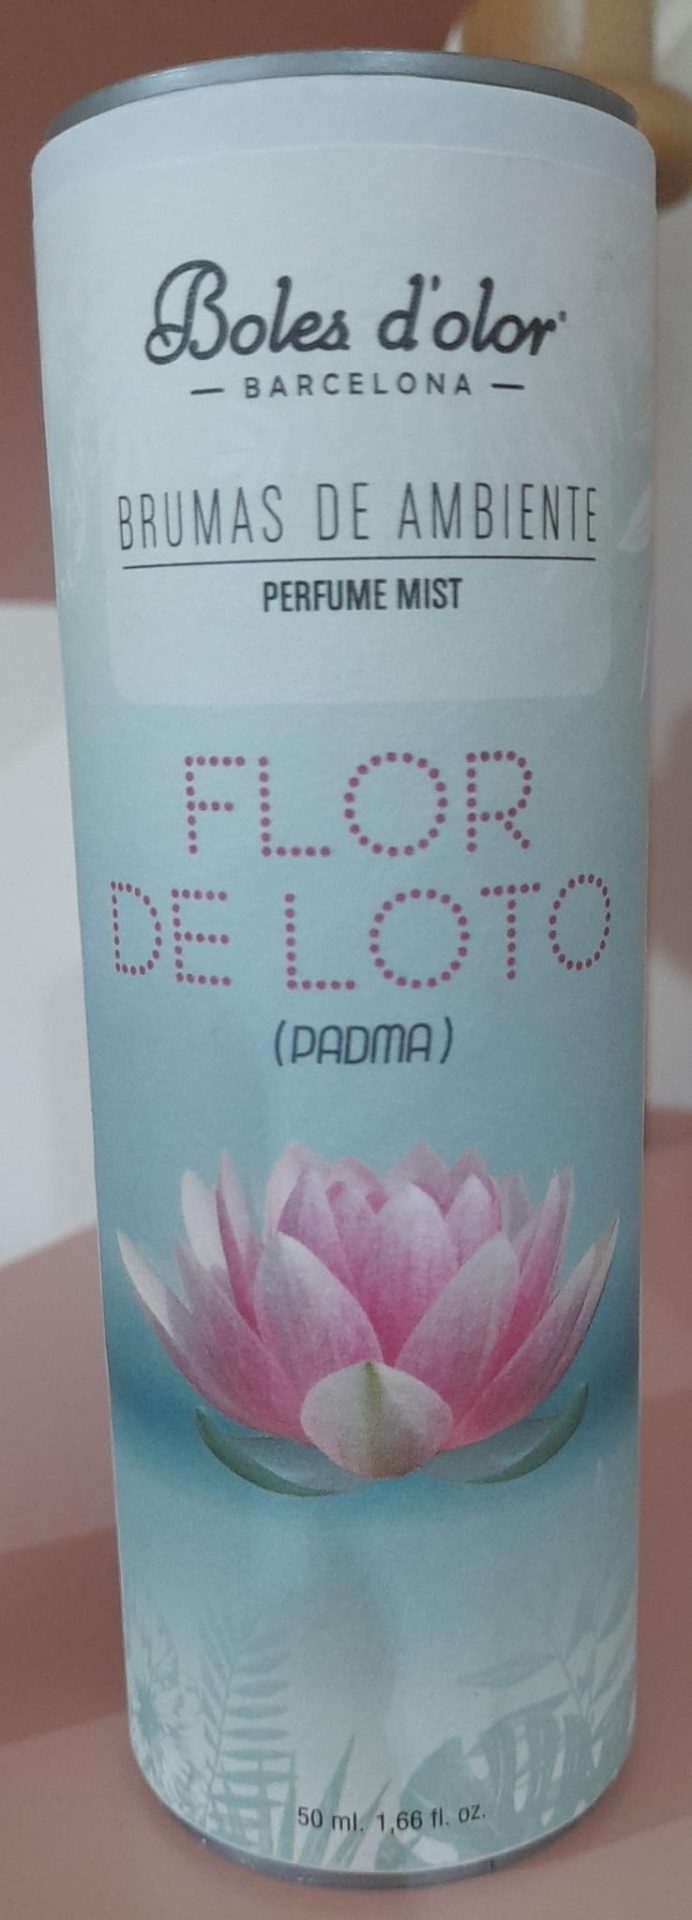 Boles d'olor
— BARCELONA —
BRUMAS DE AMBIENTE
PERFUME MIST
FLOR
DE LOTO
(PADMA)
50 ml. 1,66 fl. oz.